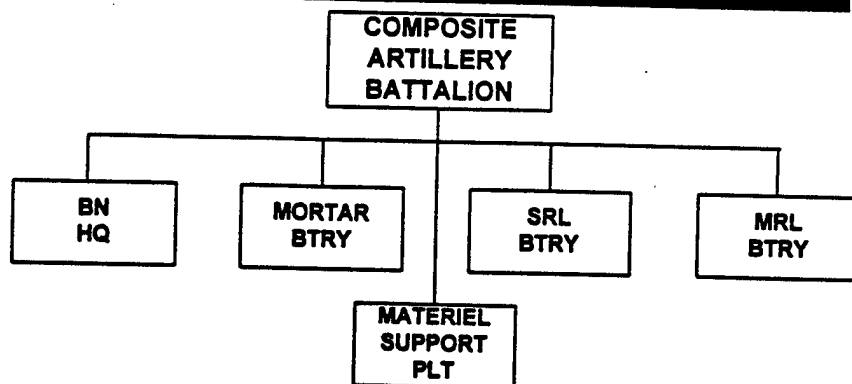 COMPOSITE
ARTILLERY
BATTALION
BN
HQ
MORTAR
BTRY
SRL
BTRY
MRL
BTRY
MATERIEL
SUPPORT
PLT